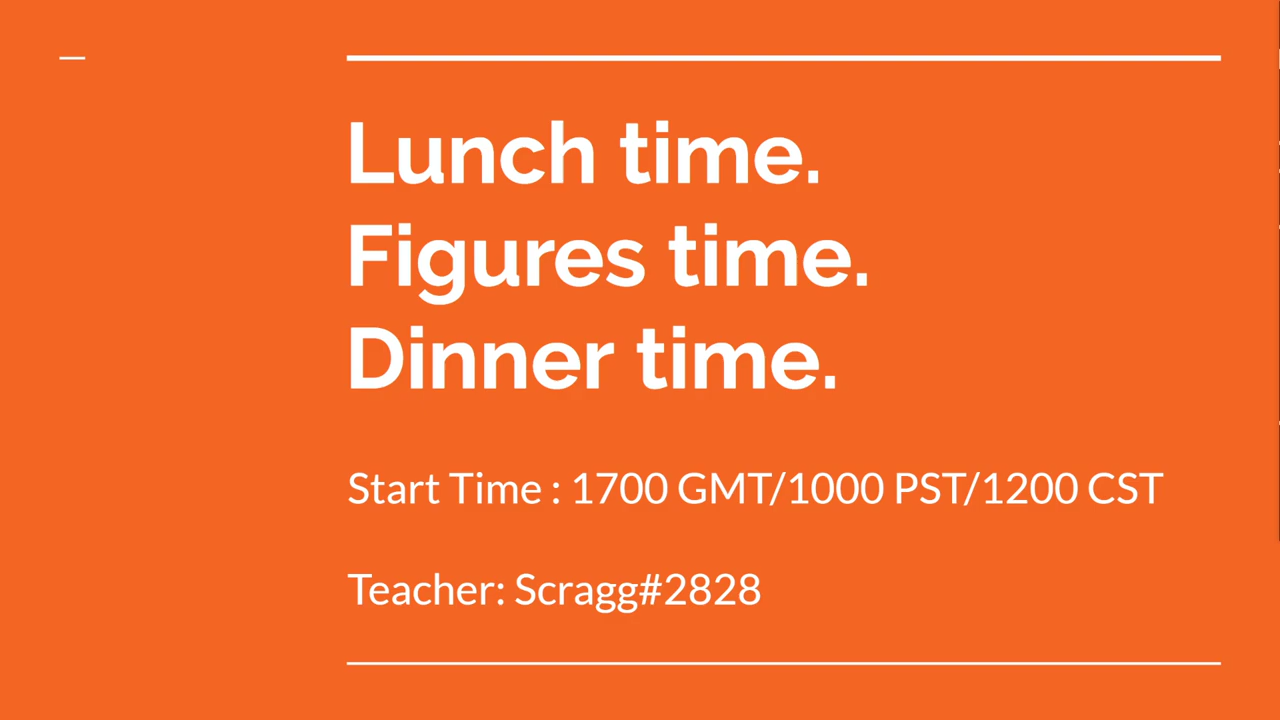 Lunch time.
Figures time.
Dinner time.
Start Time : 1700 GMT/1000 PST/1200 CST
Teacher: Scragg#2828